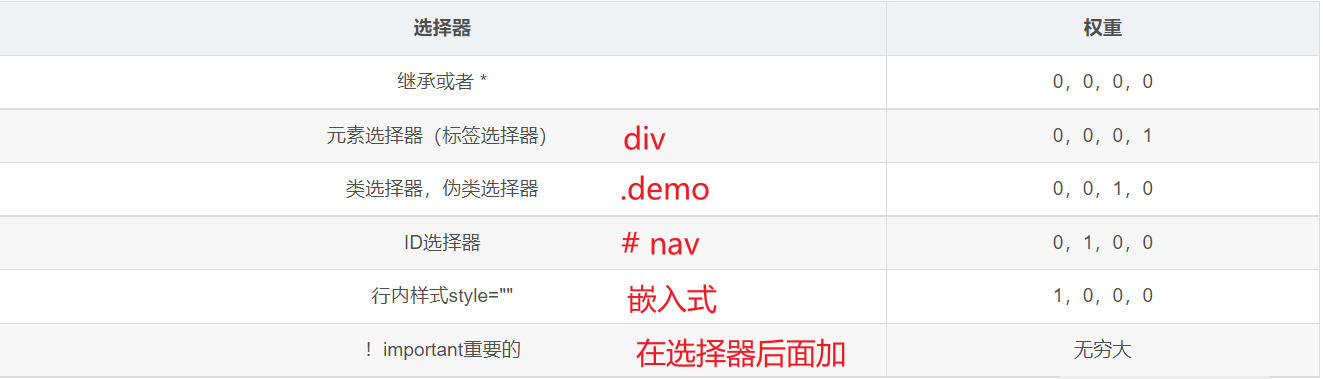 选择器 权重
继承或者 * 0，0，0，0
元素选择器（标签选择器） div 0，0，0，1
类选择器，伪类选择器 .demo 0，0，1，0
ID选择器 # nav 0，1，0，0
行内样式style="" 嵌入式 1，0，0，0
！important重要的 在选择器后面加 无穷大